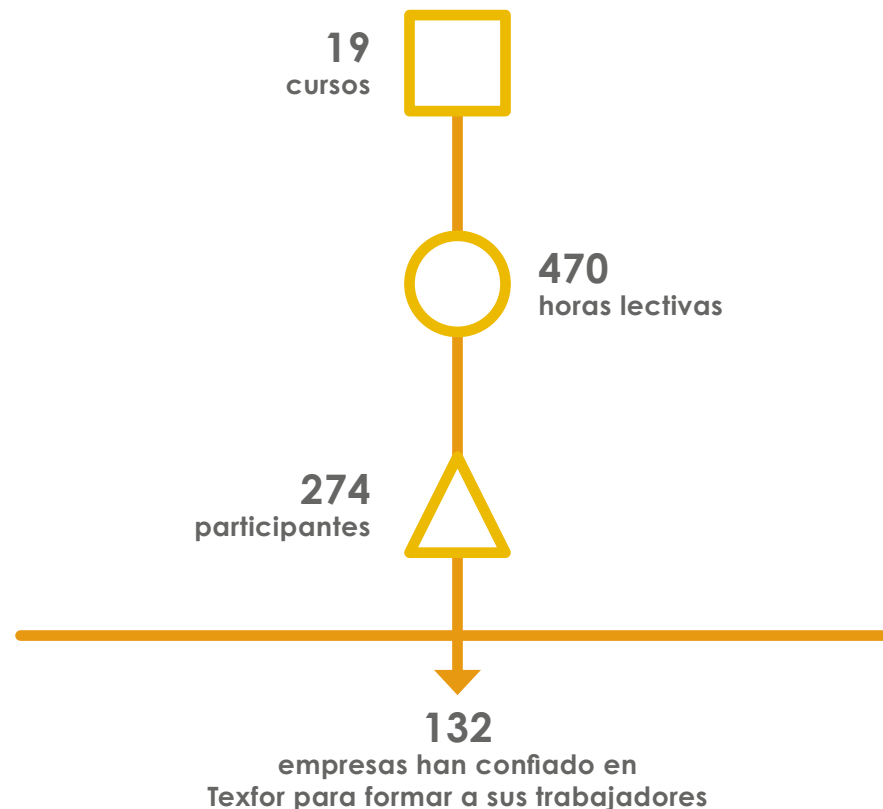 19
cursos
470
horas lectivas
274
participantes
132
empresas han confiado en
Texfor para formar a sus trabajadores